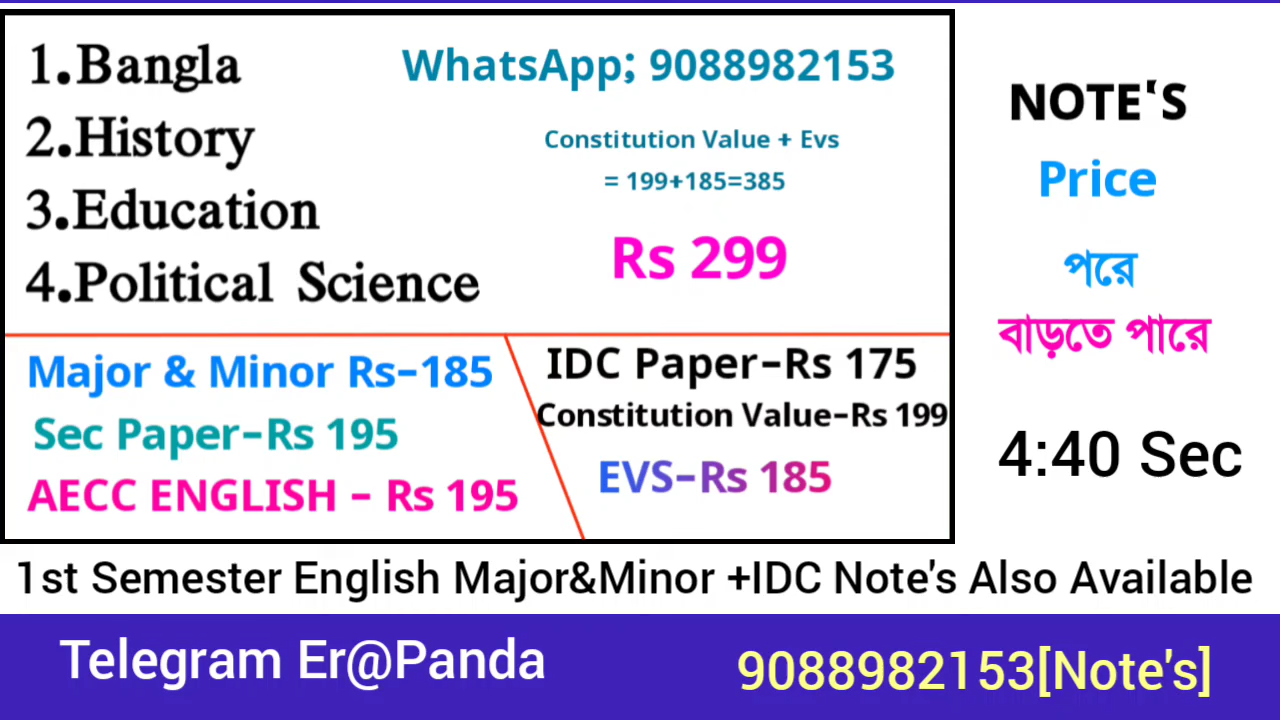 1.Bangla
2.History
3.Education
4.Political Science
WhatsApp; 9088982153
Constitution Value + Evs
= 199+185=385
Rs 299
Major & Minor Rs-185
Sec Paper-Rs 195
AECC ENGLISH - Rs 195
IDC Paper-Rs 175
Constitution Value-Rs 199
EVS-Rs 185
NOTE'S
Price
পরে
বাড়তে পারে
4:40 Sec
1st Semester English Major&Minor +IDC Note's Also Available
Telegram Er@Panda
9088982153[Note's]